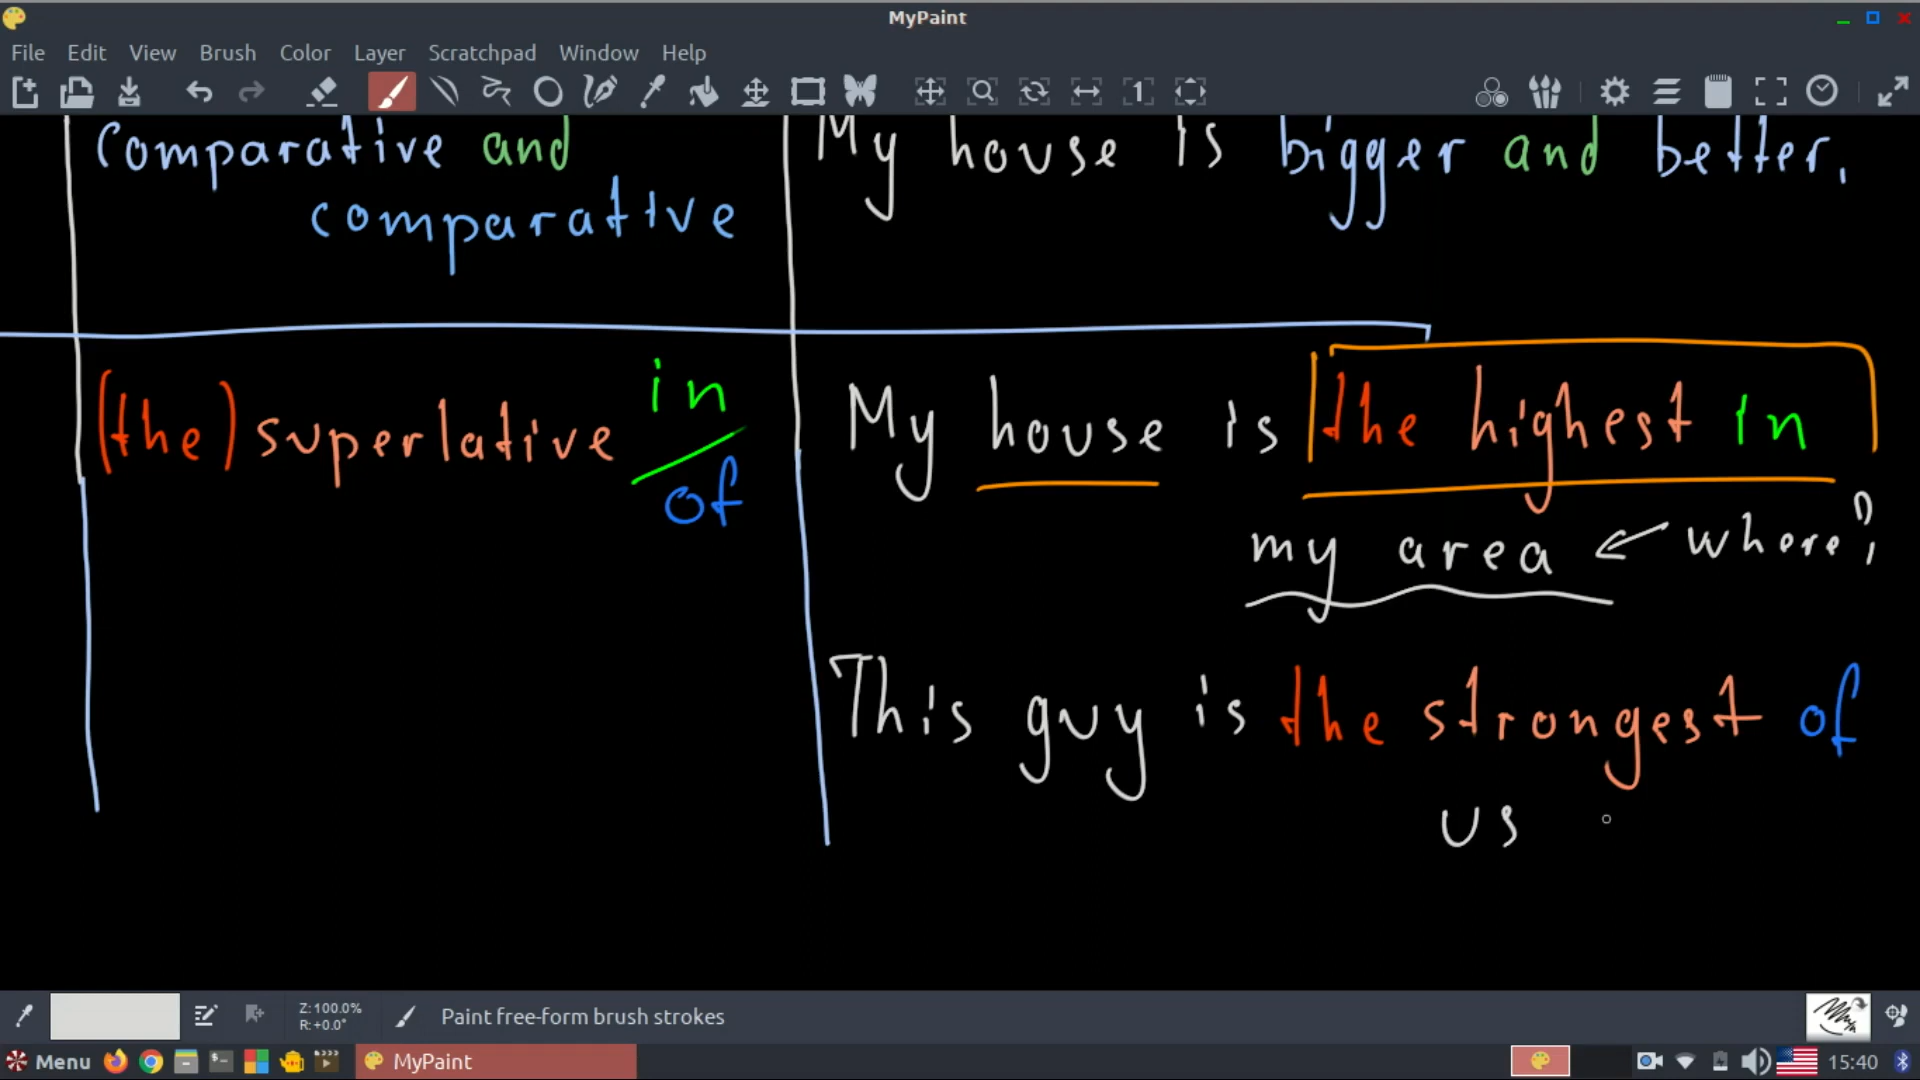 MyPaint
File Edit View Brush Color Layer Scratchpad Window Help
Comparative and
comparative
My house is bigger and better.
(the) superlative in
of
My house is the highest in
my area ← where?
This guy is the strongest of
us
Z:100.0%
R:+0.0°
Paint free-form brush strokes
Menu MyPaint 15:40